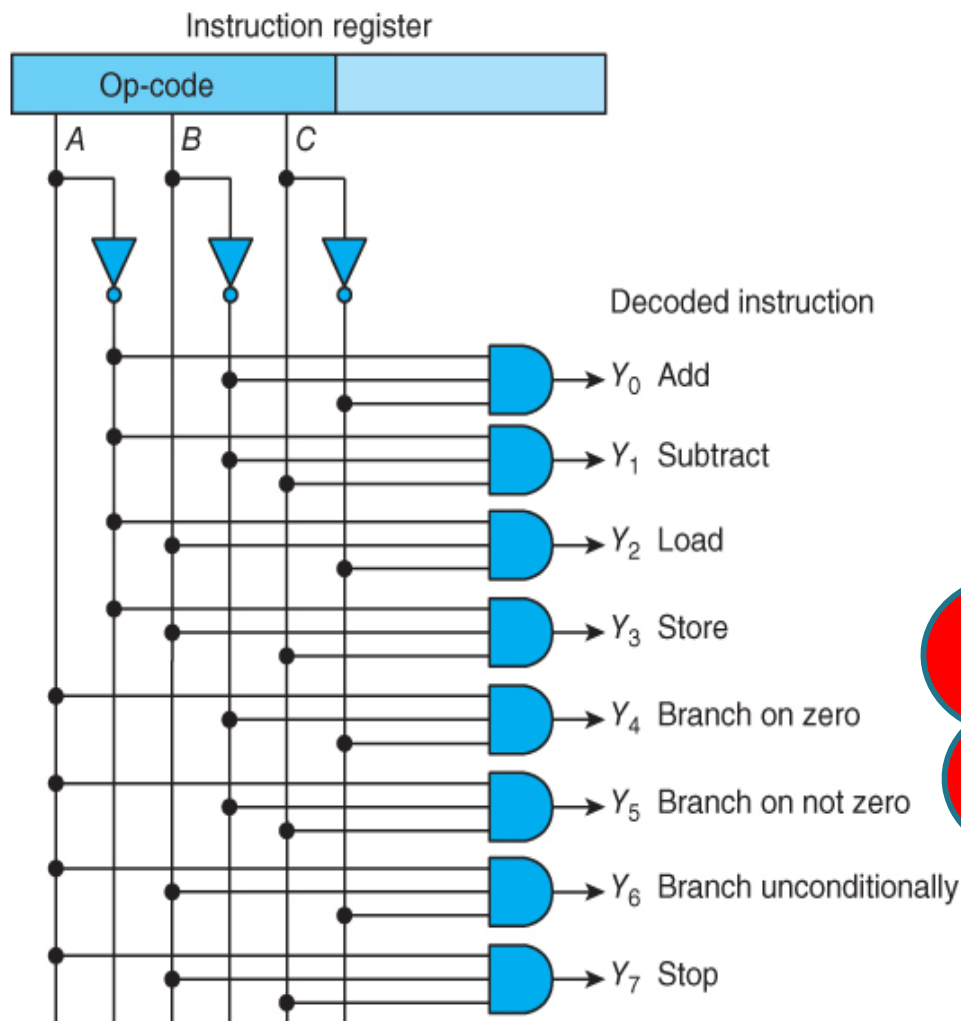 Instruction register
Op-code
A B C
Decoded instruction
Y0 Add
Y1 Subtract
Y2 Load
Y3 Store
Y4 Branch on zero
Y5 Branch on not zero
Y6 Branch unconditionally
Y7 Stop